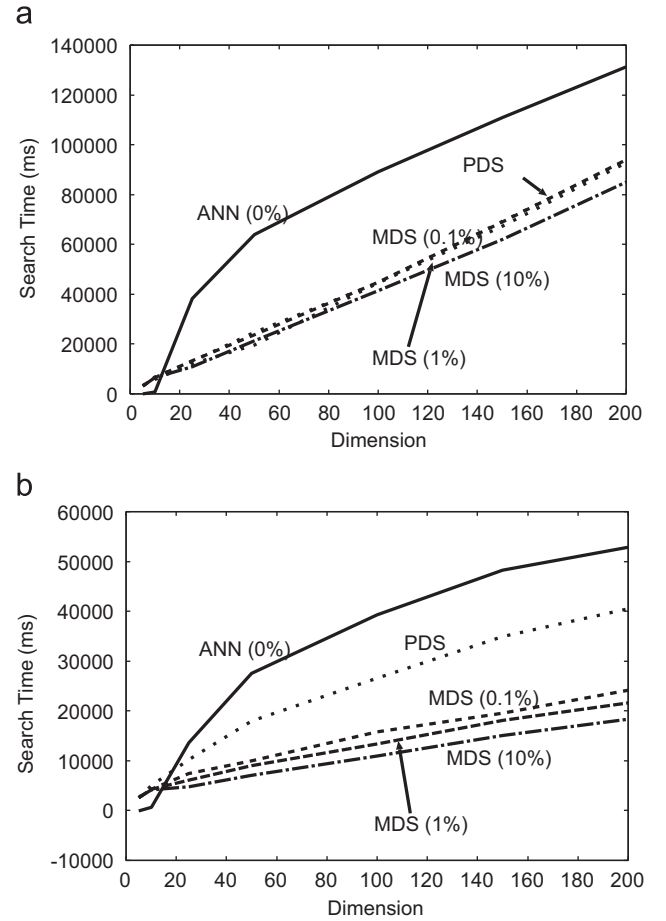 a
140000
120000
100000
80000
60000
40000
20000
0
Search Time (ms)
ANN (0%)
PDS
MDS (0.1%)
MDS (10%)
MDS (1%)
0 20 40 60 80 100 120 140 160 180 200
Dimension
b
60000
50000
40000
30000
20000
10000
0
-10000
Search Time (ms)
ANN (0%)
PDS
MDS (0.1%)
MDS (10%)
MDS (1%)
0 20 40 60 80 100 120 140 160 180 200
Dimension